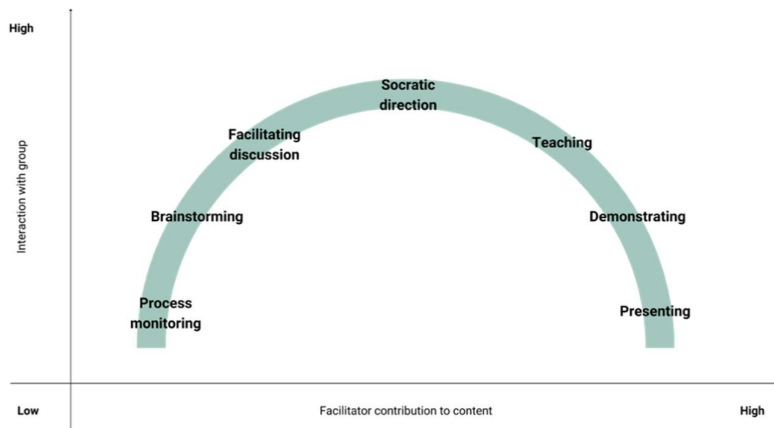 High
Socratic
direction
Facilitating
discussion
Teaching
Interaction with group
Brainstorming
Demonstrating
Process
monitoring
Presenting
Low
Facilitator contribution to content
High